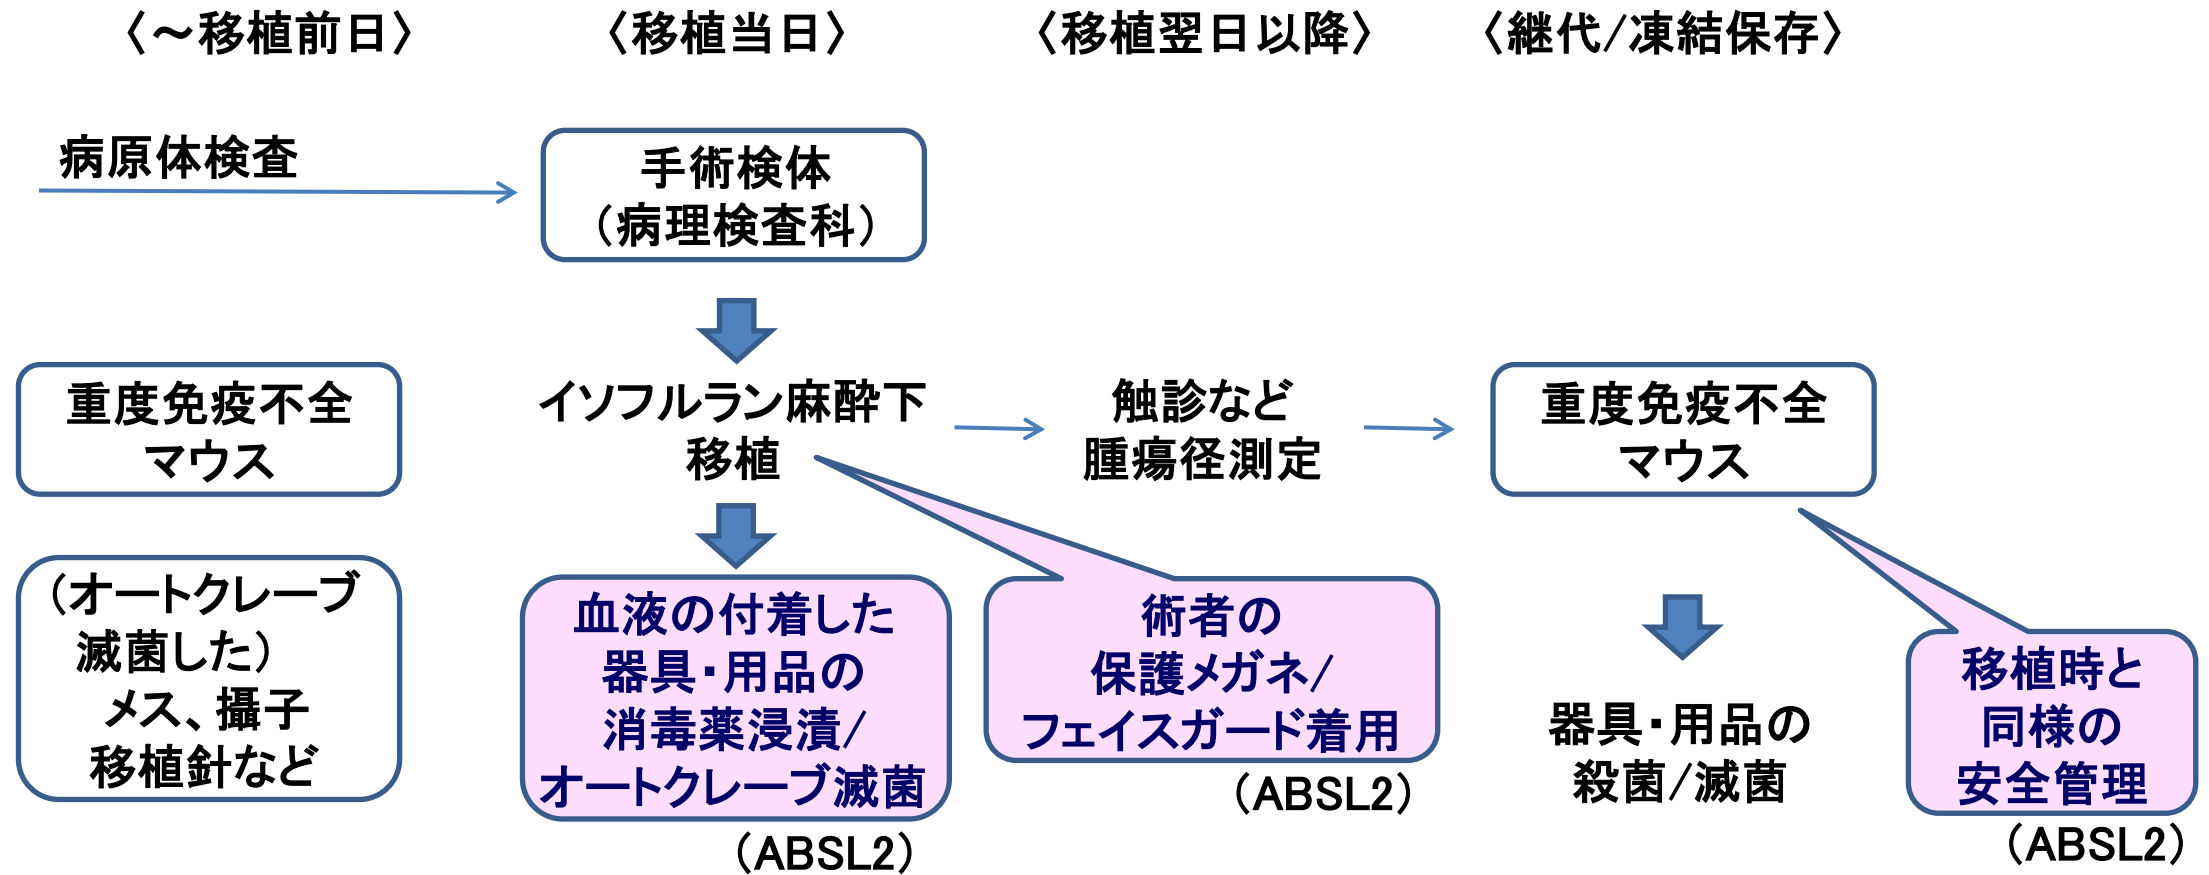 〈～移植前日〉
〈移植当日〉
〈移植翌日以降〉
〈継代/凍結保存〉
病原体検査
手術検体
（病理検査科）
重度免疫不全
マウス
イソフルラン麻酔下
移植
触診など
腫瘍径測定
重度免疫不全
マウス
（オートクレーブ
滅菌した）
メス、攝子
移植針など
血液の付着した
器具・用品の
消毒薬浸漬/
オートクレーブ滅菌
（ABSL2）
術者の
保護メガネ/
フェイスガード着用
（ABSL2）
器具・用品の
殺菌/滅菌
移植時と
同様の
安全管理
（ABSL2）